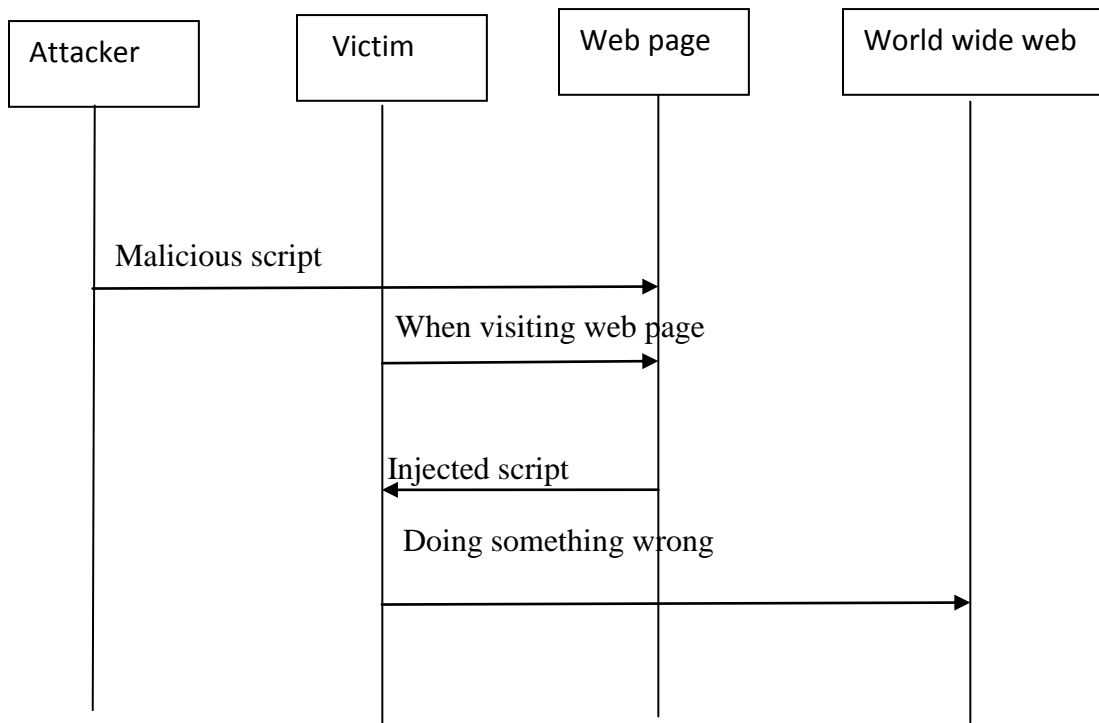 Attacker
Victim
Web page
World wide web
Malicious script
When visiting web page
Injected script
Doing something wrong